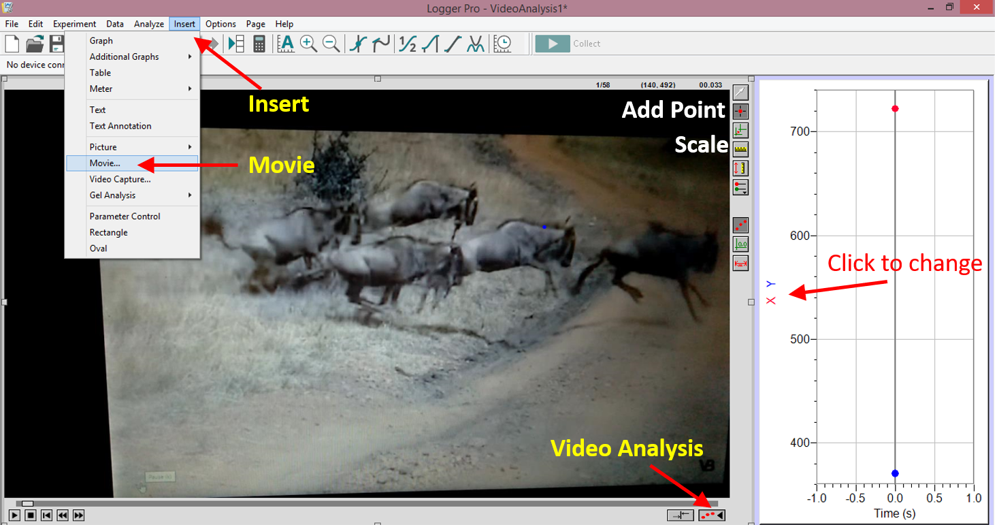 Logger Pro - VideoAnalysis1*
File Edit Experiment Data Analyze Insert Options Page Help
Collect
No device conn
Graph
Additional Graphs
Table
Meter
Text
Text Annotation
Picture
Movie...
Video Capture...
Gel Analysis
Parameter Control
Rectangle
Oval
Insert
Movie
1/58 (140, 492) 00.033
Add Point
Scale
Video Analysis
Click to change
X Y
700
600
500
400
-1.0 -0.5 0.0 0.5 1.0
Time (s)